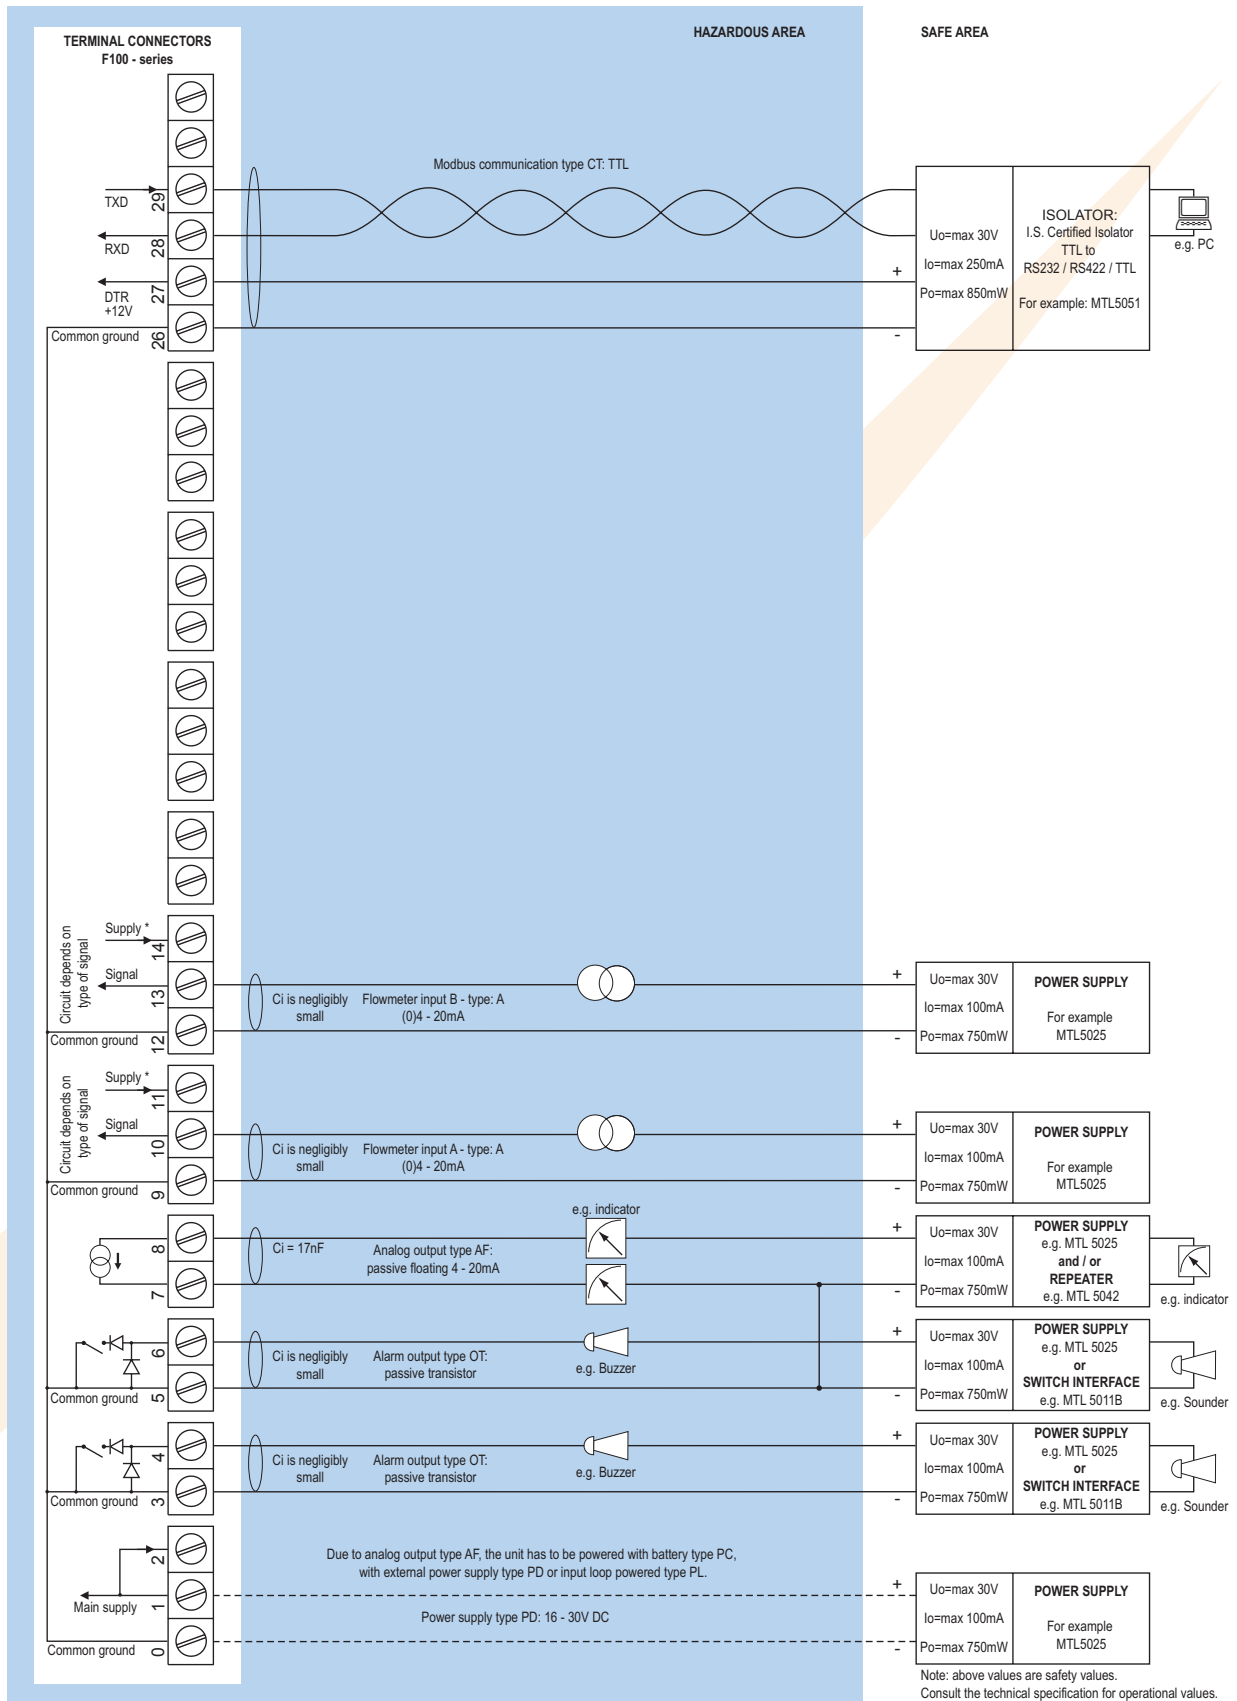 HAZARDOUS AREA
SAFE AREA
TERMINAL CONNECTORS
F100 - series
Modbus communication type CT: TTL
TXD
29
RXD
28
DTR
+12V
27
Common ground
26
+
-
Uo=max 30V
Io=max 250mA
Po=max 850mW
ISOLATOR:
I.S. Certified Isolator
TTL to
RS232 / RS422 / TTL
For example: MTL5051
e.g. PC
Circuit depends on
type of signal
Supply *
14
Signal
13
Common ground
12
Ci is negligibly
small
Flowmeter input B - type: A
(0)4 - 20mA
+
-
Uo=max 30V
Io=max 100mA
Po=max 750mW
POWER SUPPLY
For example
MTL5025
Circuit depends on
type of signal
Supply *
11
Signal
10
Common ground
9
Ci is negligibly
small
Flowmeter input A - type: A
(0)4 - 20mA
+
-
Uo=max 30V
Io=max 100mA
Po=max 750mW
POWER SUPPLY
For example
MTL5025
8
7
Ci = 17nF
Analog output type AF:
passive floating 4 - 20mA
e.g. indicator
+
-
Uo=max 30V
Io=max 100mA
Po=max 750mW
POWER SUPPLY
e.g. MTL 5025
and / or
REPEATER
e.g. MTL 5042
e.g. indicator
6
Common ground
5
Ci is negligibly
small
Alarm output type OT:
passive transistor
e.g. Buzzer
+
-
Uo=max 30V
Io=max 100mA
Po=max 750mW
POWER SUPPLY
e.g. MTL 5025
or
SWITCH INTERFACE
e.g. MTL 5011B
e.g. Sounder
4
Common ground
3
Ci is negligibly
small
Alarm output type OT:
passive transistor
e.g. Buzzer
+
-
Uo=max 30V
Io=max 100mA
Po=max 750mW
POWER SUPPLY
e.g. MTL 5025
or
SWITCH INTERFACE
e.g. MTL 5011B
e.g. Sounder
2
Main supply
1
Common ground
0
Due to analog output type AF, the unit has to be powered with battery type PC,
with external power supply type PD or input loop powered type PL.
Power supply type PD: 16 - 30V DC
+
-
Uo=max 30V
Io=max 100mA
Po=max 750mW
POWER SUPPLY
For example
MTL5025
Note: above values are safety values.
Consult the technical specification for operational values.